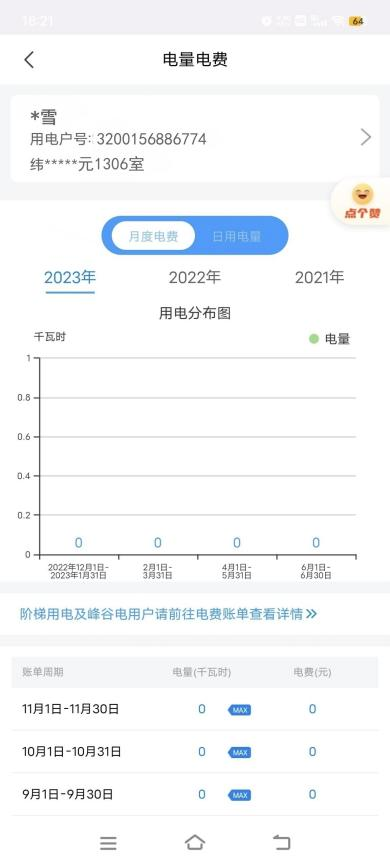 18:21
64
电量电费
*雪
用电户号: 3200156886774
纬*****元1306室
点个赞
月度电费 日用电量
2023年 2022年 2021年
用电分布图
千瓦时 电量
1
0.8
0.6
0.4
0.2
0
0 0 0 0
2022年12月1日- 2月1日- 4月1日- 6月1日-
2023年1月31日 3月31日 5月31日 6月30日
阶梯用电及峰谷电用户请前往电费账单查看详情
账单周期 电量(千瓦时) 电费(元)
11月1日-11月30日 0 MAX 0
10月1日-10月31日 0 MAX 0
9月1日-9月30日 0 MAX 0